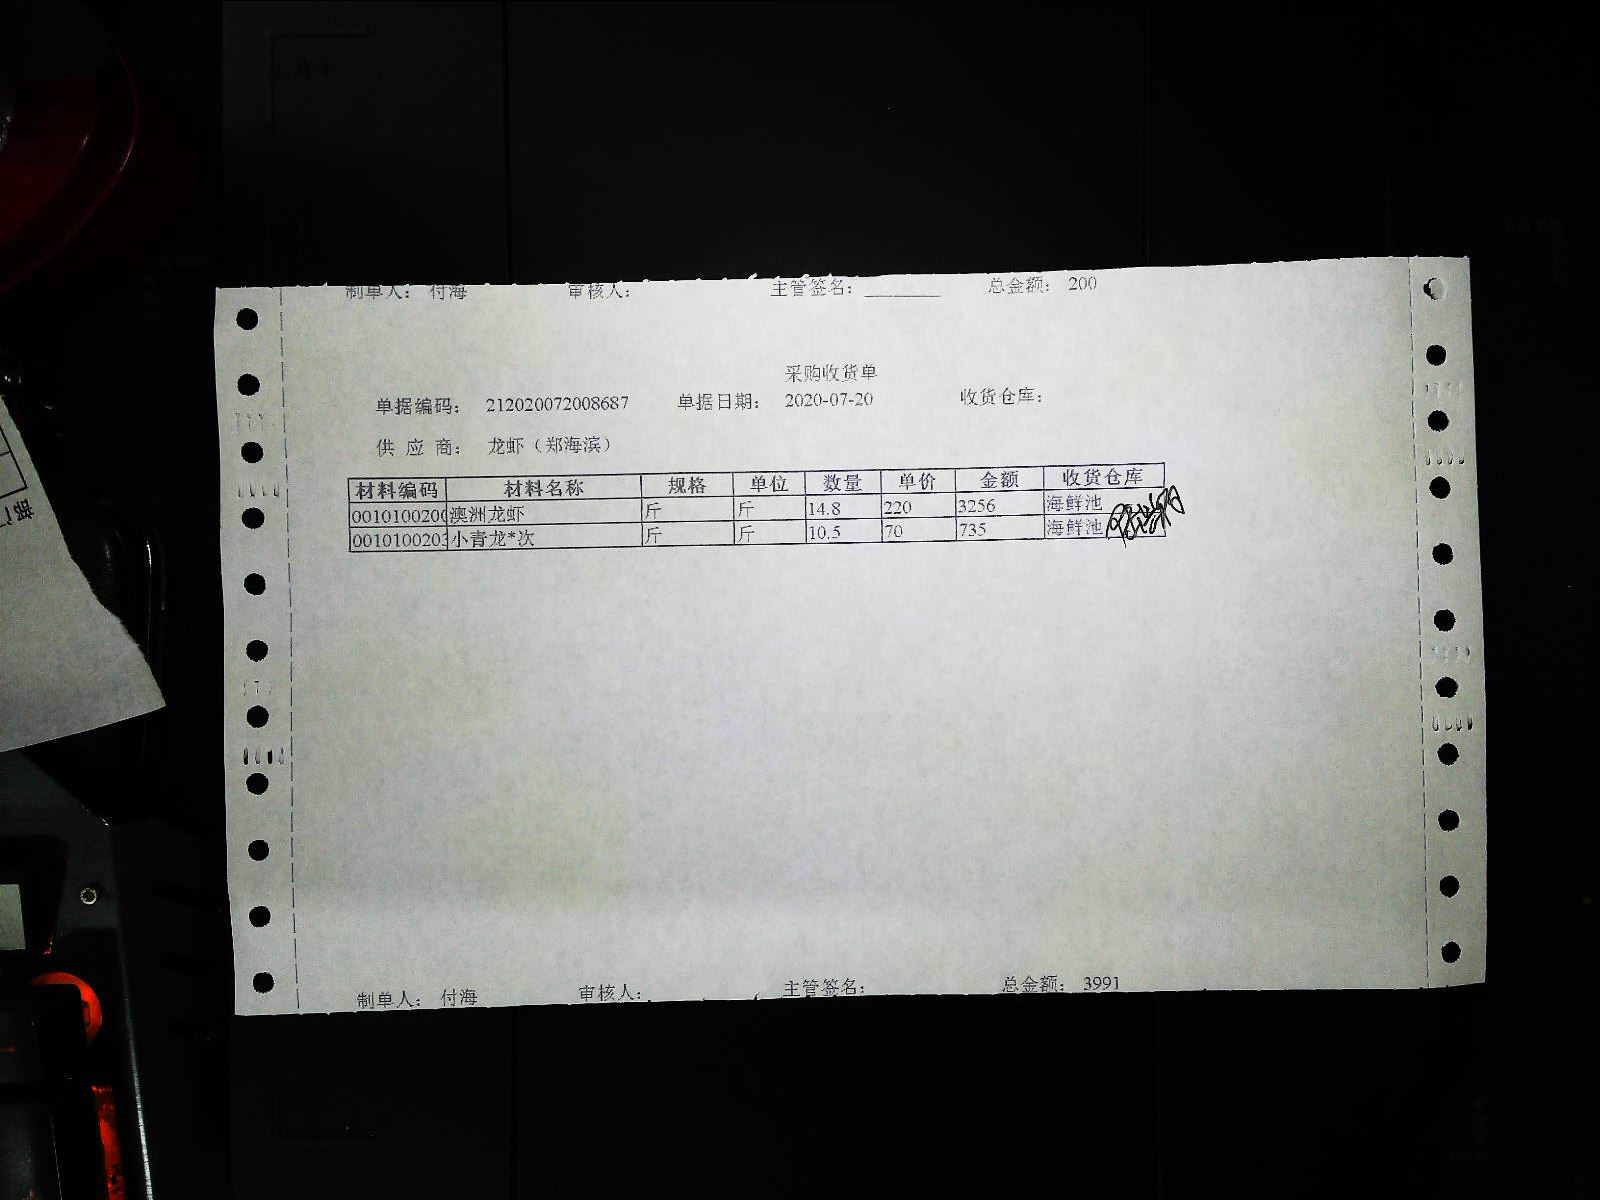 制单人： 付海 审核人： 主管签名：________ 总金额： 200
采购收货单
单据编码： 212020072008687 单据日期： 2020-07-20 收货仓库：
供 应 商： 龙虾（郑海滨）
材料编码 材料名称 规格 单位 数量 单价 金额 收货仓库
0010100200 澳洲龙虾 斤 斤 14.8 220 3256 海鲜池
0010100203 小青龙*次 斤 斤 10.5 70 735 海鲜池
制单人： 付海 审核人： 主管签名： 总金额： 3991